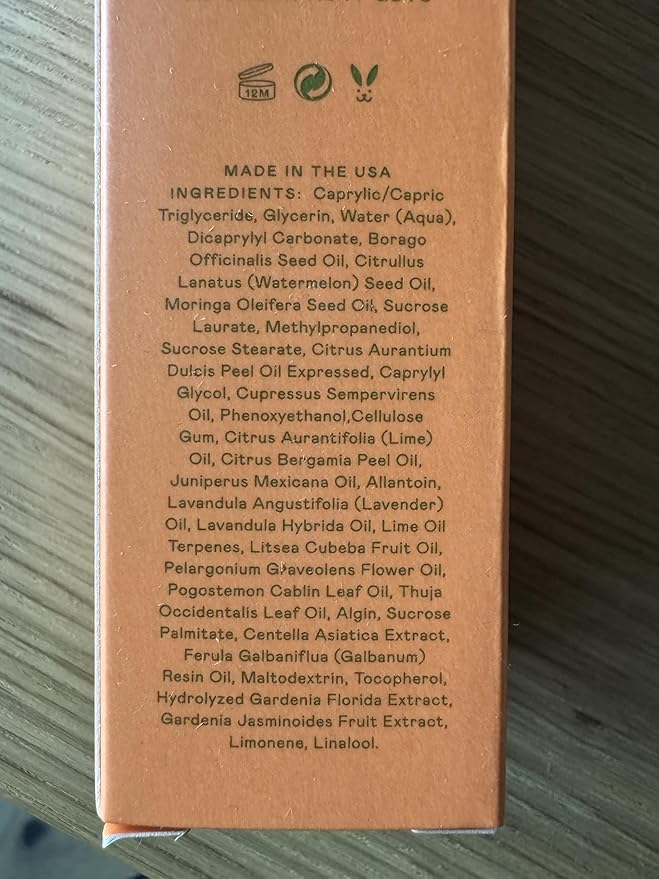 12M
MADE IN THE USA
INGREDIENTS: Caprylic/Capric
Triglyceride, Glycerin, Water (Aqua),
Dicaprylyl Carbonate, Borago
Officinalis Seed Oil, Citrullus
Lanatus (Watermelon) Seed Oil,
Moringa Oleifera Seed Oil, Sucrose
Laurate, Methylpropanediol,
Sucrose Stearate, Citrus Aurantium
Dulcis Peel Oil Expressed, Caprylyl
Glycol, Cupressus Sempervirens
Oil, Phenoxyethanol,Cellulose
Gum, Citrus Aurantifolia (Lime)
Oil, Citrus Bergamia Peel Oil,
Juniperus Mexicana Oil, Allantoin,
Lavandula Angustifolia (Lavender)
Oil, Lavandula Hybrida Oil, Lime Oil
Terpenes, Litsea Cubeba Fruit Oil,
Pelargonium Graveolens Flower Oil,
Pogostemon Cablin Leaf Oil, Thuja
Occidentalis Leaf Oil, Algin, Sucrose
Palmitate, Centella Asiatica Extract,
Ferula Galbaniflua (Galbanum)
Resin Oil, Maltodextrin, Tocopherol,
Hydrolyzed Gardenia Florida Extract,
Gardenia Jasminoides Fruit Extract,
Limonene, Linalool.